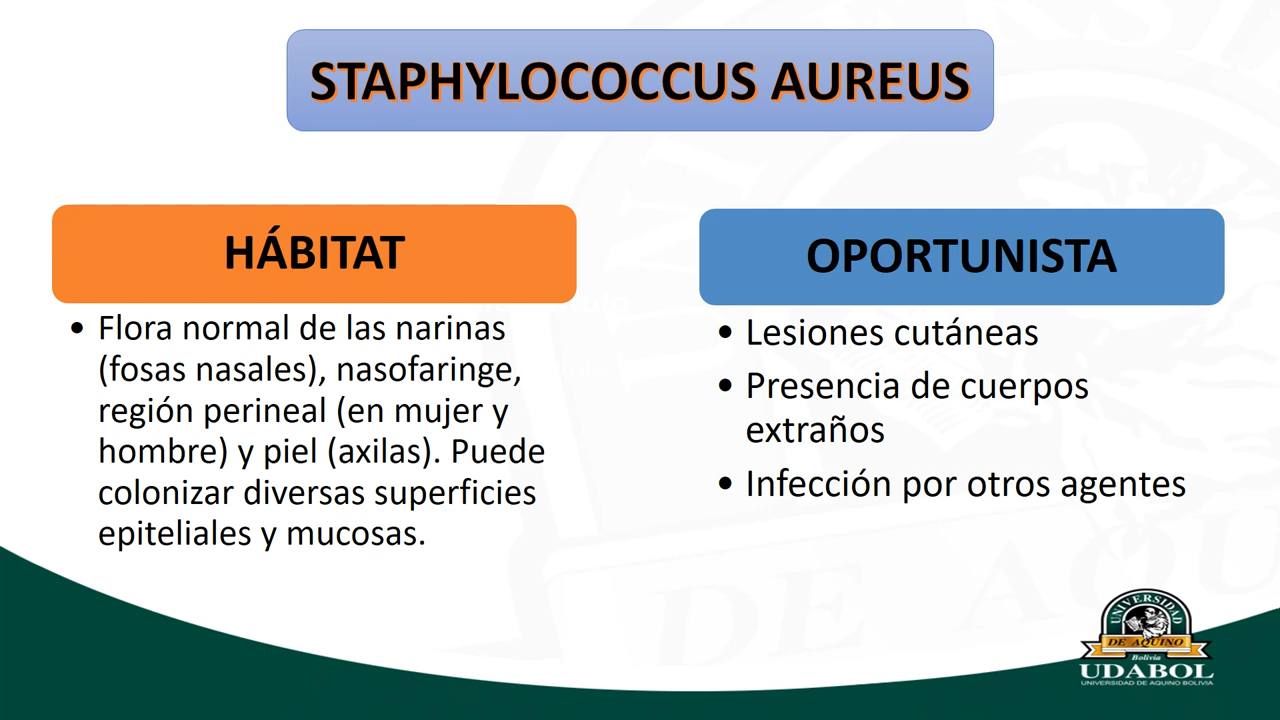 STAPHYLOCOCCUS AUREUS
HÁBITAT
• Flora normal de las narinas
(fosas nasales), nasofaringe,
región perineal (en mujer y
hombre) y piel (axilas). Puede
colonizar diversas superficies
epiteliales y mucosas.
OPORTUNISTA
• Lesiones cutáneas
• Presencia de cuerpos
extraños
• Infección por otros agentes
UNIVERSIDAD
DE AQUINO
Bolivia
UDABOL
UNIVERSIDAD DE AQUINO BOLIVIA
DE AQU